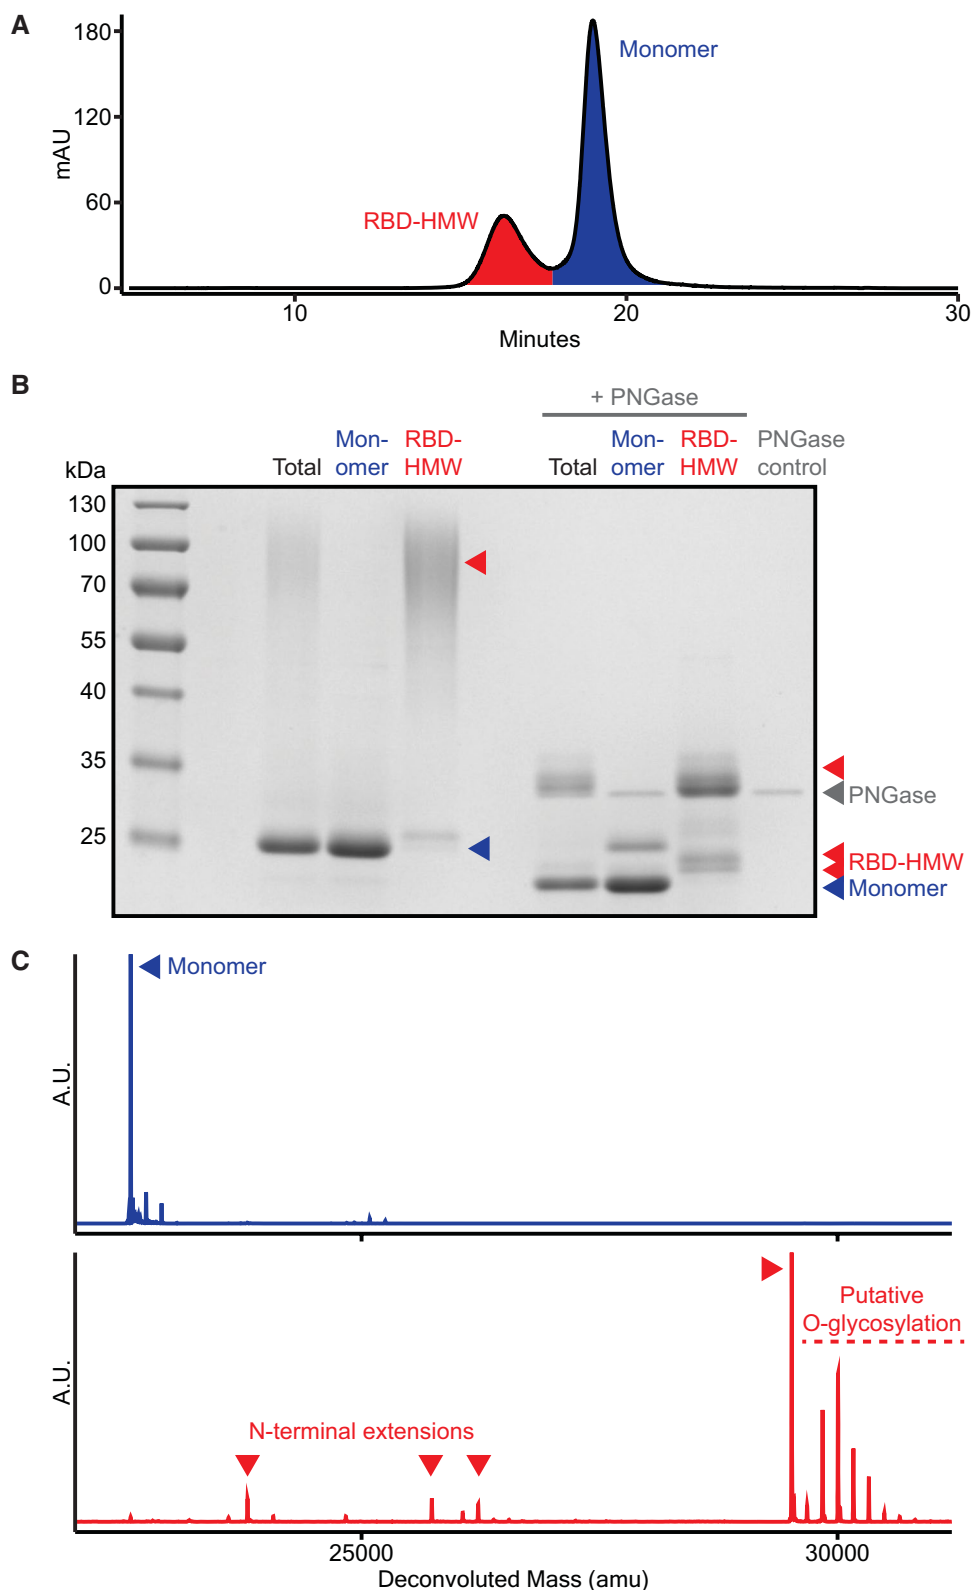 A
180
120
60
0
mAU
Monomer
RBD-HMW
10
20
30
Minutes
B
+ PNGase
kDa
Total
Mon-
omer
RBD-
HMW
Total
Mon-
omer
RBD-
HMW
PNGase
control
130
100
70
55
40
35
25
PNGase
RBD-HMW
Monomer
C
A.U.
Monomer
A.U.
N-terminal extensions
Putative
O-glycosylation
25000
30000
Deconvoluted Mass (amu)